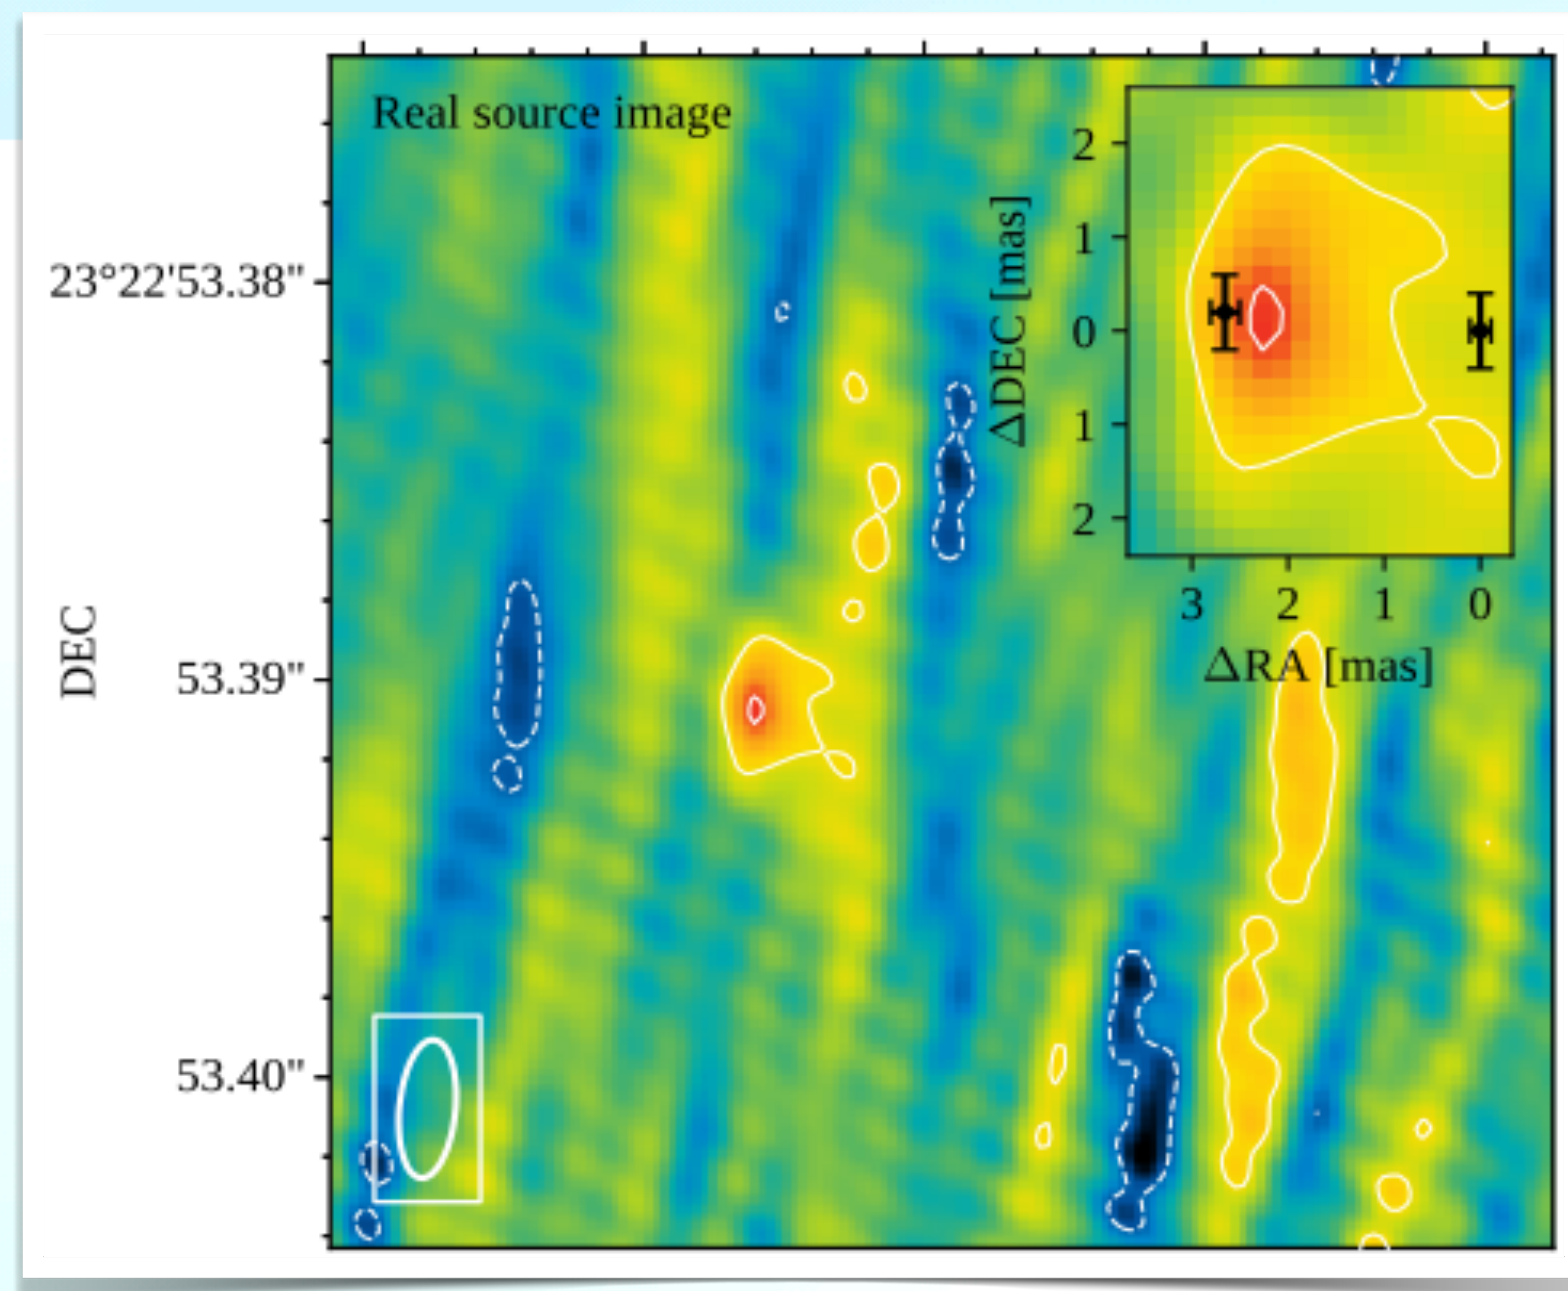 Real source image
23°22'53.38"
53.39"
53.40"
DEC
2
1
0
1
2
ΔDEC [mas]
3 2 1 0
ΔRA [mas]